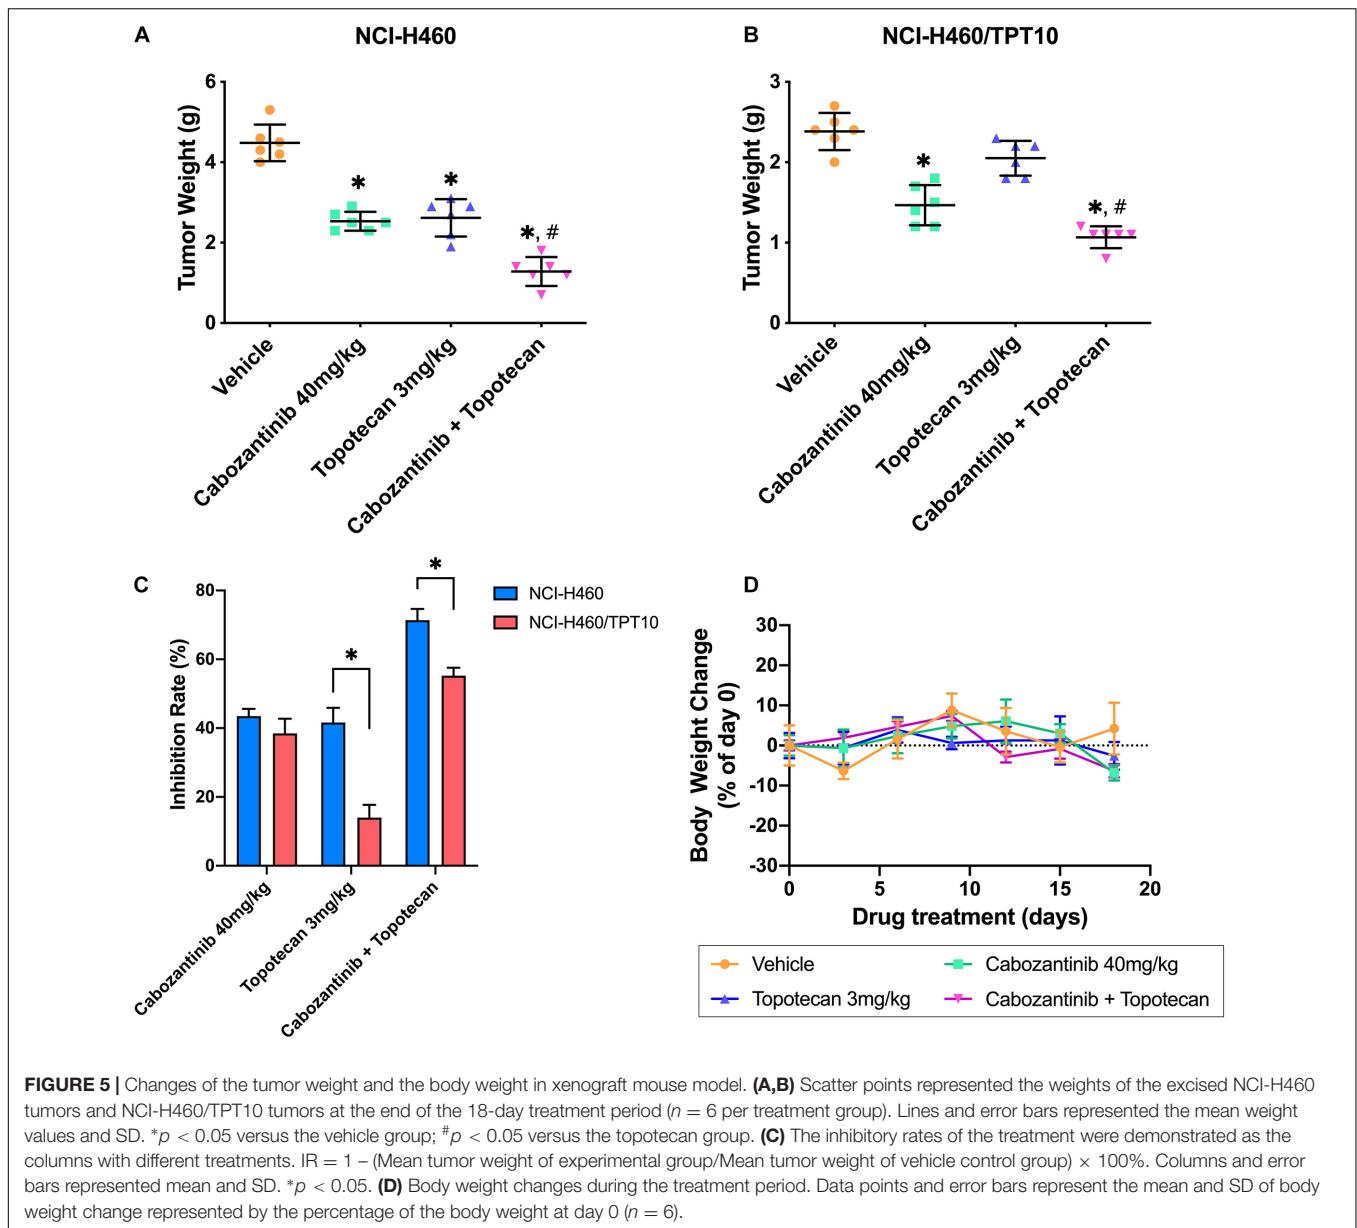 A
NCI-H460
Tumor Weight (g)
6
4
2
0
*
*
*, #
Vehicle
Cabozantinib 40mg/kg
Topotecan 3mg/kg
Cabozantinib + Topotecan
B
NCI-H460/TPT10
Tumor Weight (g)
3
2
1
0
*
*, #
Vehicle
Cabozantinib 40mg/kg
Topotecan 3mg/kg
Cabozantinib + Topotecan
C
Inhibition Rate (%)
80
60
40
20
0
*
*
NCI-H460
NCI-H460/TPT10
Cabozantinib 40mg/kg
Topotecan 3mg/kg
Cabozantinib + Topotecan
D
Body Weight Change
(% of day 0)
30
20
10
0
-10
-20
-30
0 5 10 15 20
Drug treatment (days)
Vehicle
Cabozantinib 40mg/kg
Topotecan 3mg/kg
Cabozantinib + Topotecan
FIGURE 5 | Changes of the tumor weight and the body weight in xenograft mouse model. (A,B) Scatter points represented the weights of the excised NCI-H460
tumors and NCI-H460/TPT10 tumors at the end of the 18-day treatment period (n = 6 per treatment group). Lines and error bars represented the mean weight
values and SD. *p < 0.05 versus the vehicle group; #p < 0.05 versus the topotecan group. (C) The inhibitory rates of the treatment were demonstrated as the
columns with different treatments. IR = 1 – (Mean tumor weight of experimental group/Mean tumor weight of vehicle control group) × 100%. Columns and error
bars represented mean and SD. *p < 0.05. (D) Body weight changes during the treatment period. Data points and error bars represent the mean and SD of body
weight change represented by the percentage of the body weight at day 0 (n = 6).